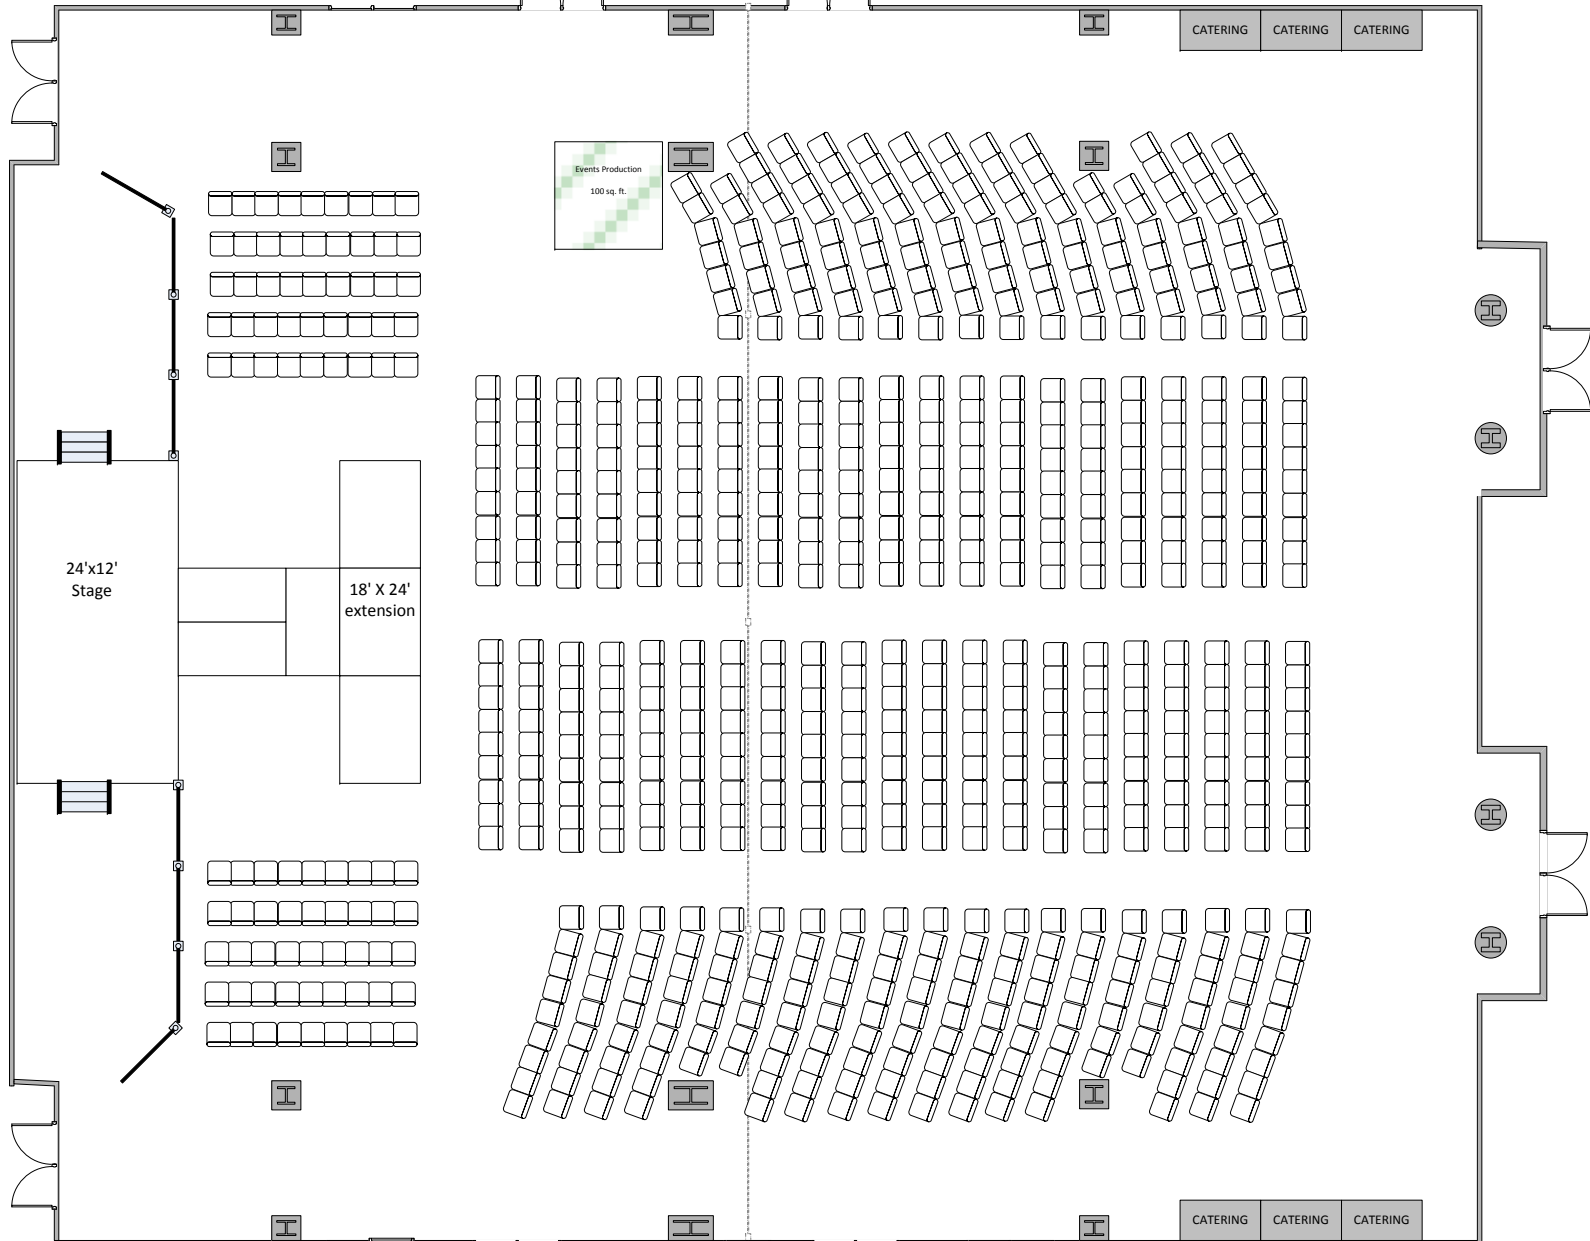 CATERING CATERING CATERING
Events Production
100 sq. ft.
24'x12'
Stage
18' X 24'
extension
CATERING CATERING CATERING